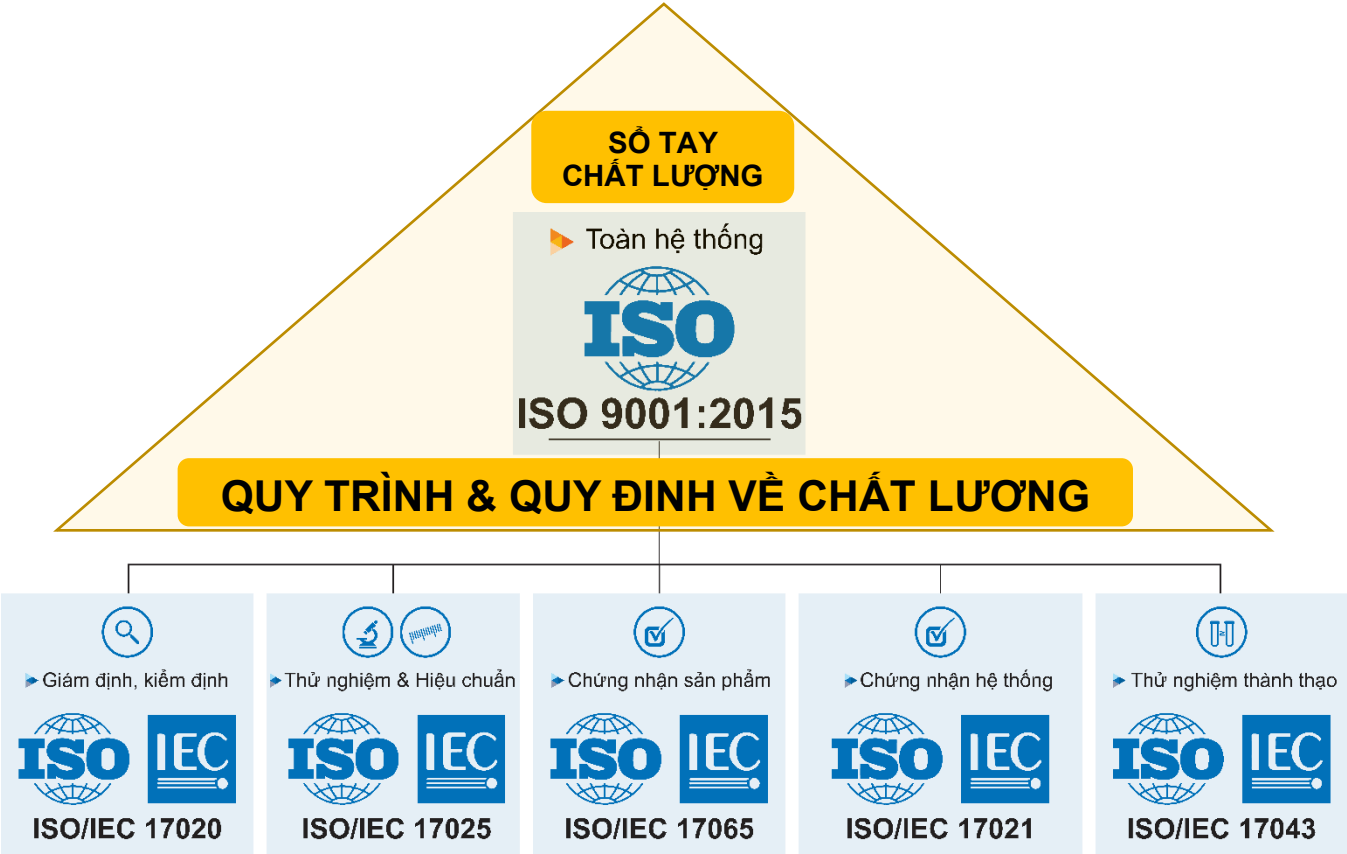 SỔ TAY
CHẤT LƯỢNG
Toàn hệ thống
ISO
ISO 9001:2015
QUY TRÌNH & QUY ĐINH VỀ CHẤT LƯƠNG
Giám định, kiểm định
ISO IEC
ISO/IEC 17020
Thử nghiệm & Hiệu chuẩn
ISO IEC
ISO/IEC 17025
Chứng nhận sản phẩm
ISO IEC
ISO/IEC 17065
Chứng nhận hệ thống
ISO IEC
ISO/IEC 17021
Thử nghiệm thành thạo
ISO IEC
ISO/IEC 17043